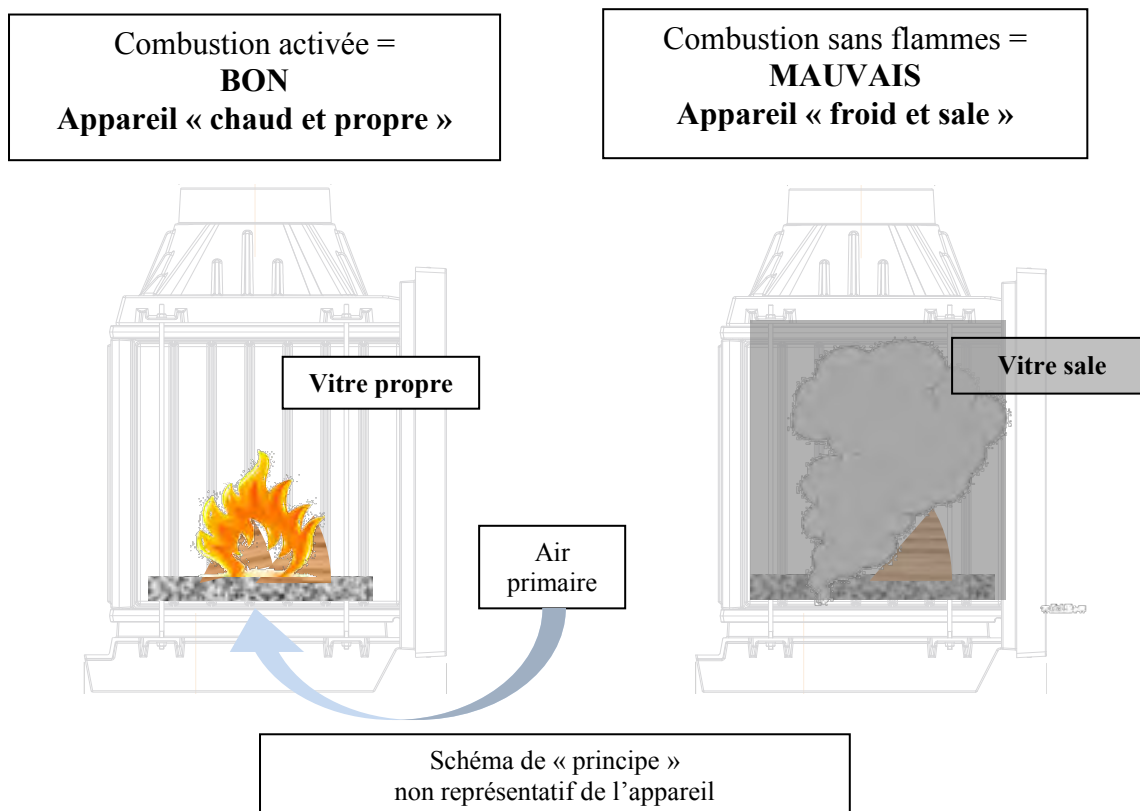 Combustion activée =
BON
Appareil « chaud et propre »
Combustion sans flammes =
MAUVAIS
Appareil « froid et sale »
Vitre propre
Vitre sale
Air
primaire
Schéma de « principe »
non représentatif de l’appareil